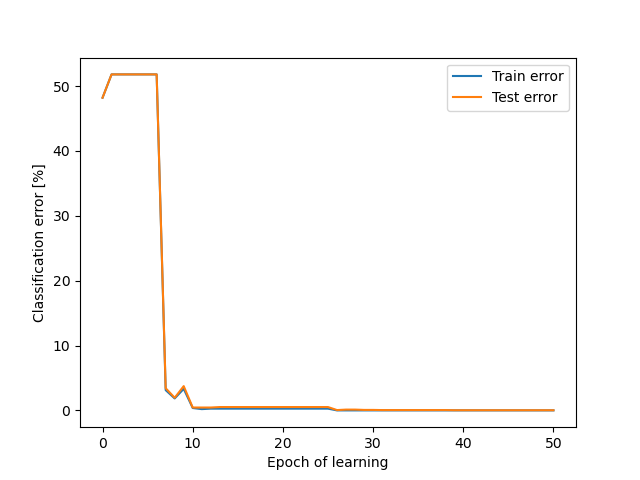 Train error
Test error
Classification error [%]
50
40
30
20
10
0
0 10 20 30 40 50
Epoch of learning